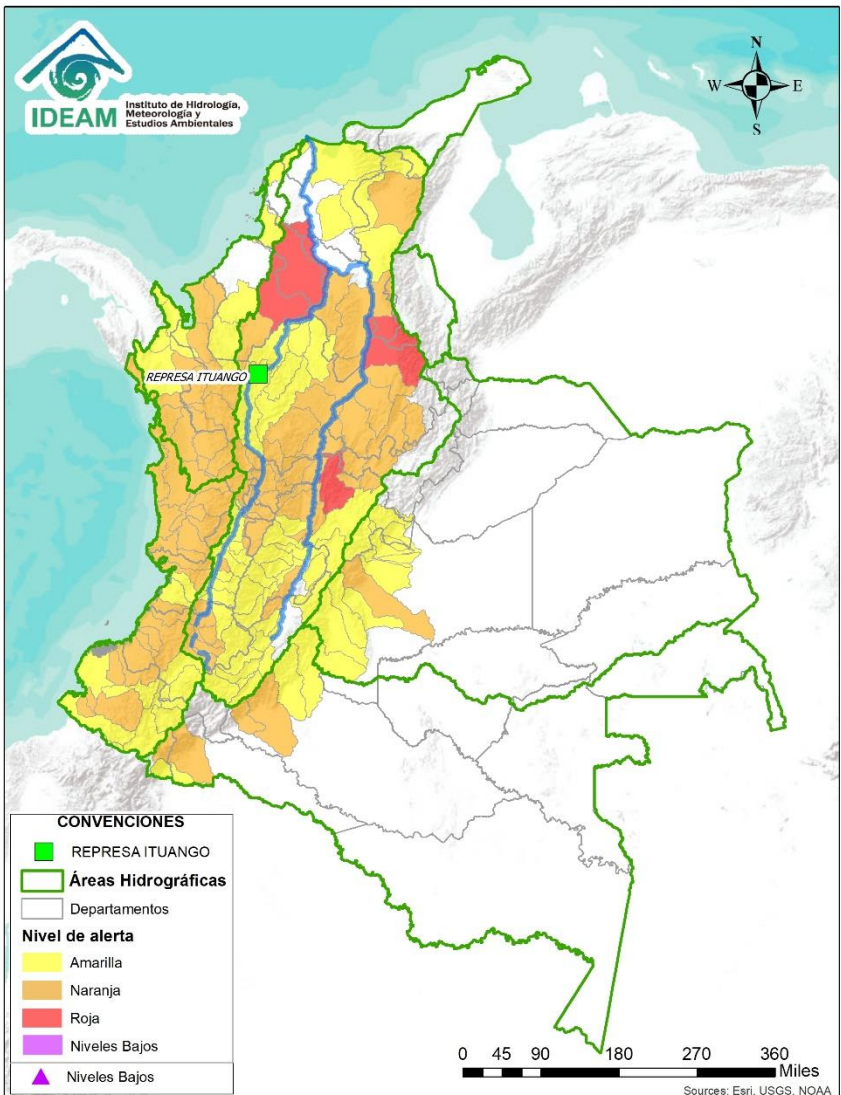 IDEAM
Instituto de Hidrología,
Meteorología y
Estudios Ambientales
N
W
E
S
REPRESA ITUANGO
CONVENCIONES
REPRESA ITUANGO
Áreas Hidrográficas
Departamentos
Nivel de alerta
Amarilla
Naranja
Roja
Niveles Bajos
Niveles Bajos
0 45 90 180 270 360
Miles
Sources: Esri, USGS, NOAA